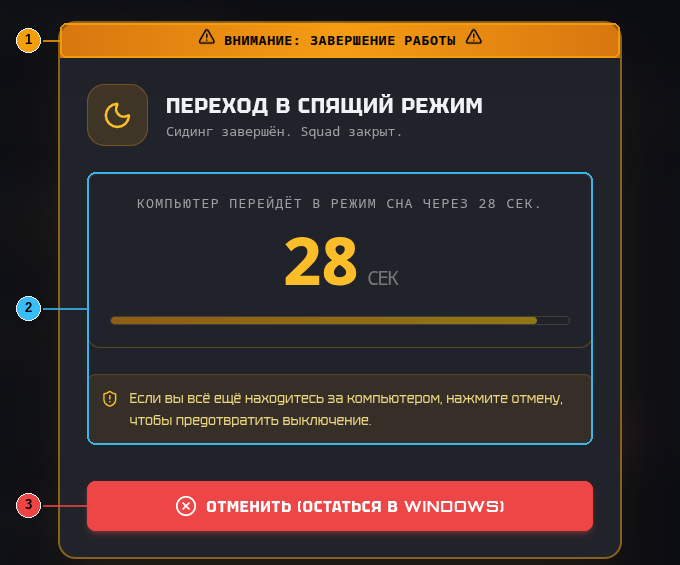 1
ВНИМАНИЕ: ЗАВЕРШЕНИЕ РАБОТЫ
ПЕРЕХОД В СПЯЩИЙ РЕЖИМ
Сидинг завершён. Squad закрыт.
КОМПЬЮТЕР ПЕРЕЙДЁТ В РЕЖИМ СНА ЧЕРЕЗ 28 СЕК.
28 СЕК
2
Если вы всё ещё находитесь за компьютером, нажмите отмену,
чтобы предотвратить выключение.
3
ОТМЕНИТЬ (ОСТАТЬСЯ В WINDOWS)